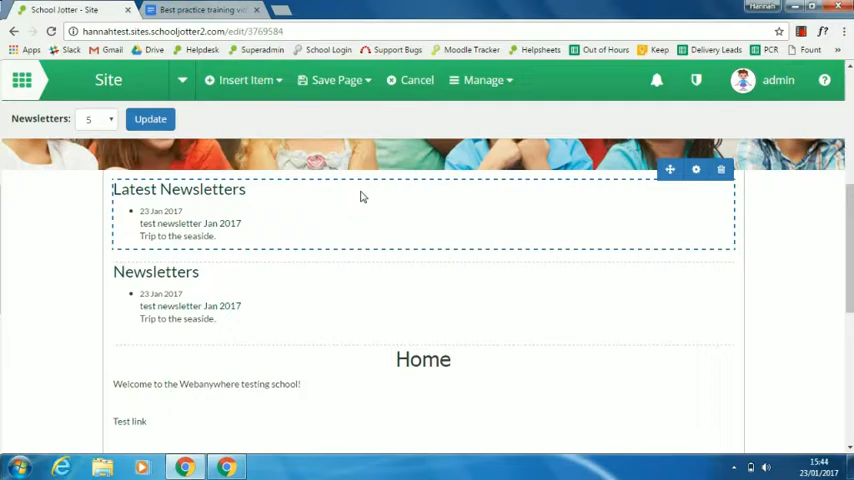 School Jotter - Site
Best practice training vid
Hannah
hannahtest.sites.schooljotter2.com/edit/3769584
Apps
Slack
Gmail
Drive
Helpdesk
Superadmin
School Login
Support Bugs
Moodle Tracker
Helpsheets
Out of Hours
Keep
Delivery Leads
PCR
Fount
Site
Insert Item
Save Page
Cancel
Manage
admin
Newsletters:
5
Update
Latest Newsletters
23 Jan 2017
test newsletter Jan 2017
Trip to the seaside.
Newsletters
23 Jan 2017
test newsletter Jan 2017
Trip to the seaside.
Home
Welcome to the Webanywhere testing school!
Test link
15:44
23/01/2017